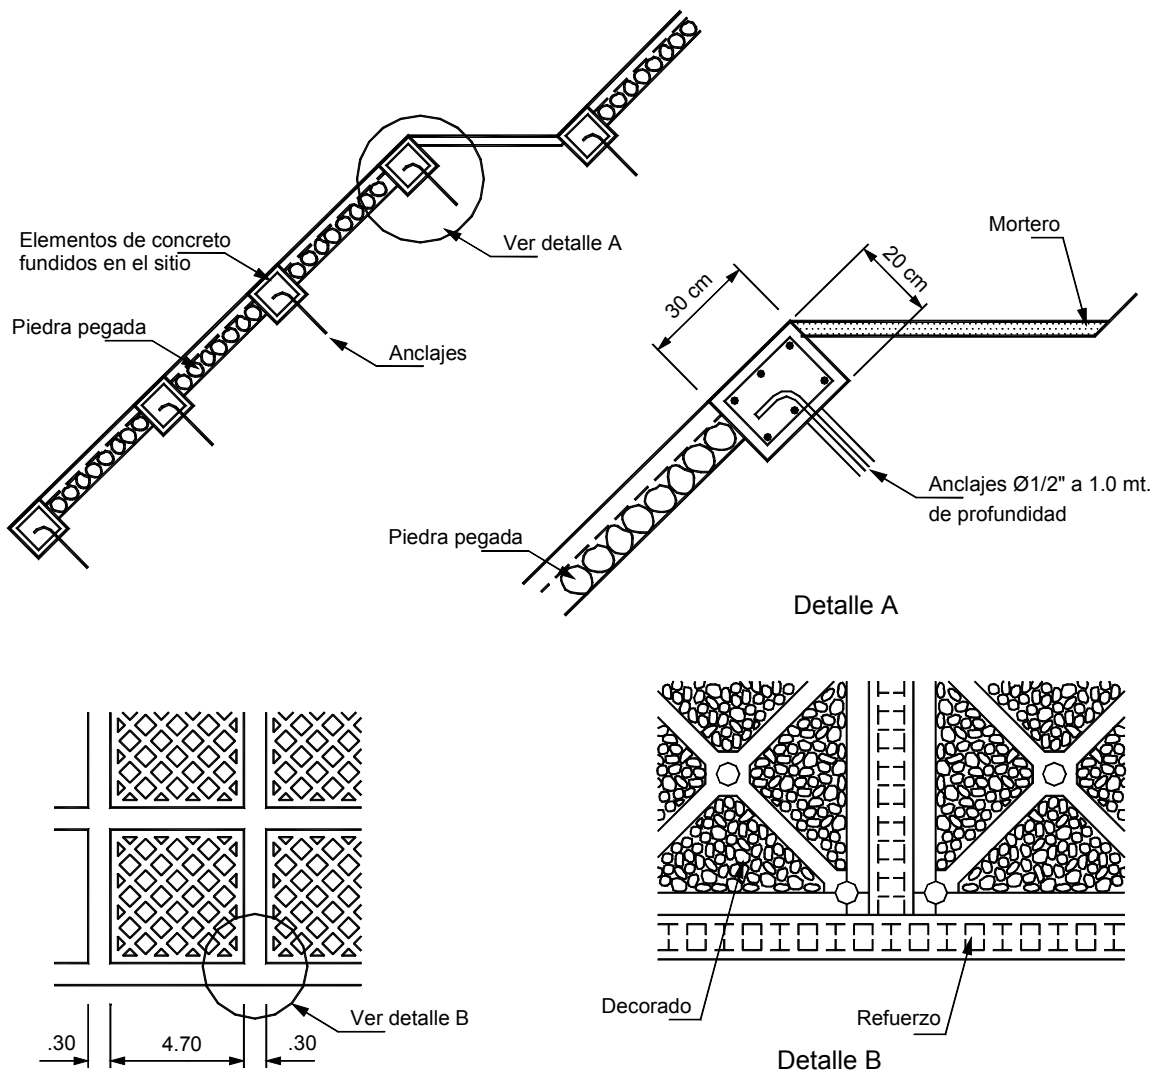 Elementos de concreto
fundidos en el sitio
Ver detalle A
Piedra pegada
Anclajes
Mortero
30 cm
20 cm
Anclajes Ø1/2" a 1.0 mt.
de profundidad
Piedra pegada
Detalle A
Ver detalle B
.30
4.70
.30
Decorado
Refuerzo
Detalle B